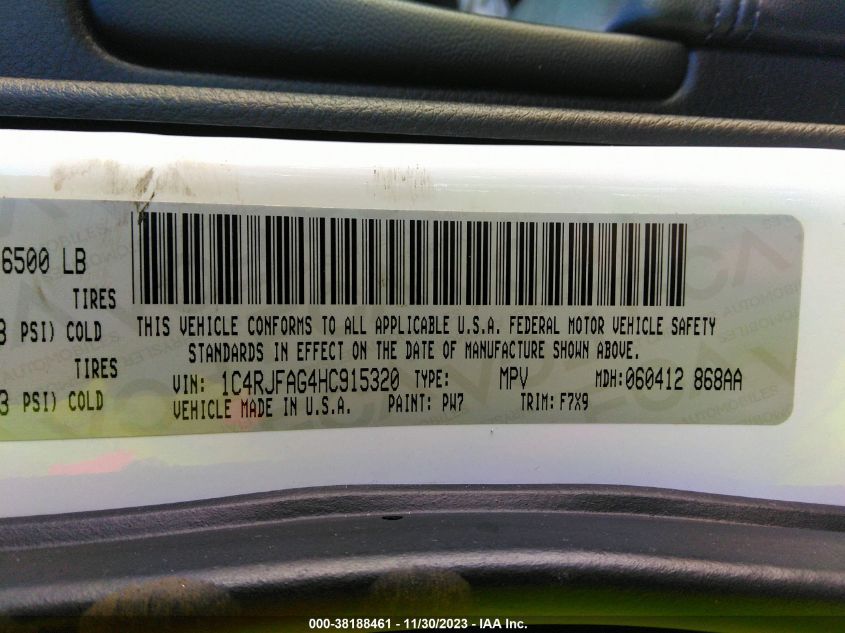 6500 LB
TIRES
PSI) COLD
THIS VEHICLE CONFORMS TO ALL APPLICABLE U.S.A. FEDERAL MOTOR VEHICLE SAFETY
STANDARDS IN EFFECT ON THE DATE OF MANUFACTURE SHOWN ABOVE.
TIRES
VIN: 1C4RJFAG4HC915320 TYPE: MPV MDH: 060412 868AA
3 PSI) COLD
VEHICLE MADE IN U.S.A. PAINT: PW7 TRIM: F7X9
000-38188461 - 11/30/2023 - IAA Inc.